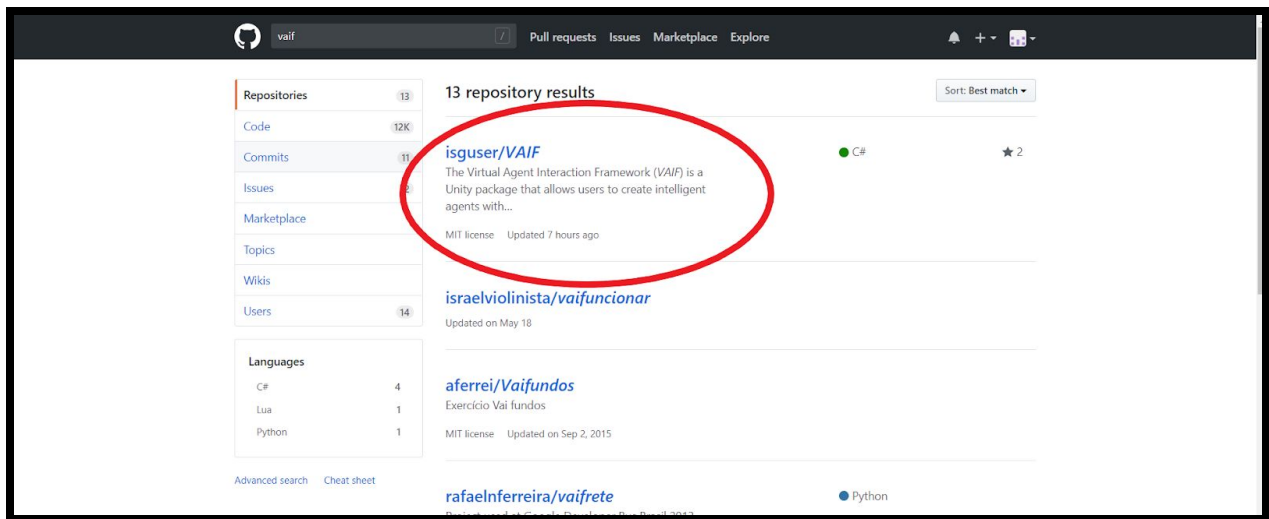 vaif /
Pull requests Issues Marketplace Explore
Repositories 13
Code 12K
Commits 11
Issues
Marketplace
Topics
Wikis
Users 14
Languages
C# 4
Lua 1
Python 1
Advanced search Cheat sheet
13 repository results
Sort: Best match
isguser/VAIF
C#
2
The Virtual Agent Interaction Framework (VAIF) is a
Unity package that allows users to create intelligent
agents with...
MIT license Updated 7 hours ago
israelviolinista/vaifuncionar
Updated on May 18
aferrei/Vaifundos
Exercício Vai fundos
MIT license Updated on Sep 2, 2015
rafaelnferreira/vaifrete
Python